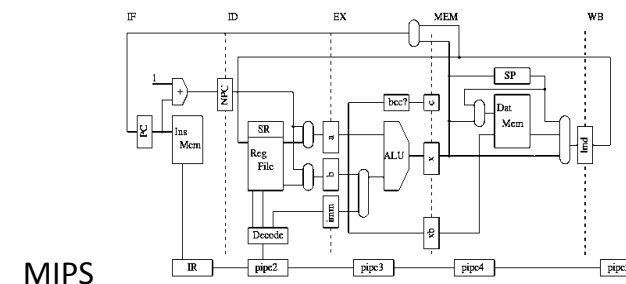 IF ID EX MEM WB
1
+
NPC
PC
Ins
Mem
SR
Reg
File
a
b
imm
Decode
bcc?
c
ALU
x
xb
SP
Dat
Mem
lmd
IR pipe2 pipe3 pipe4
MIPS